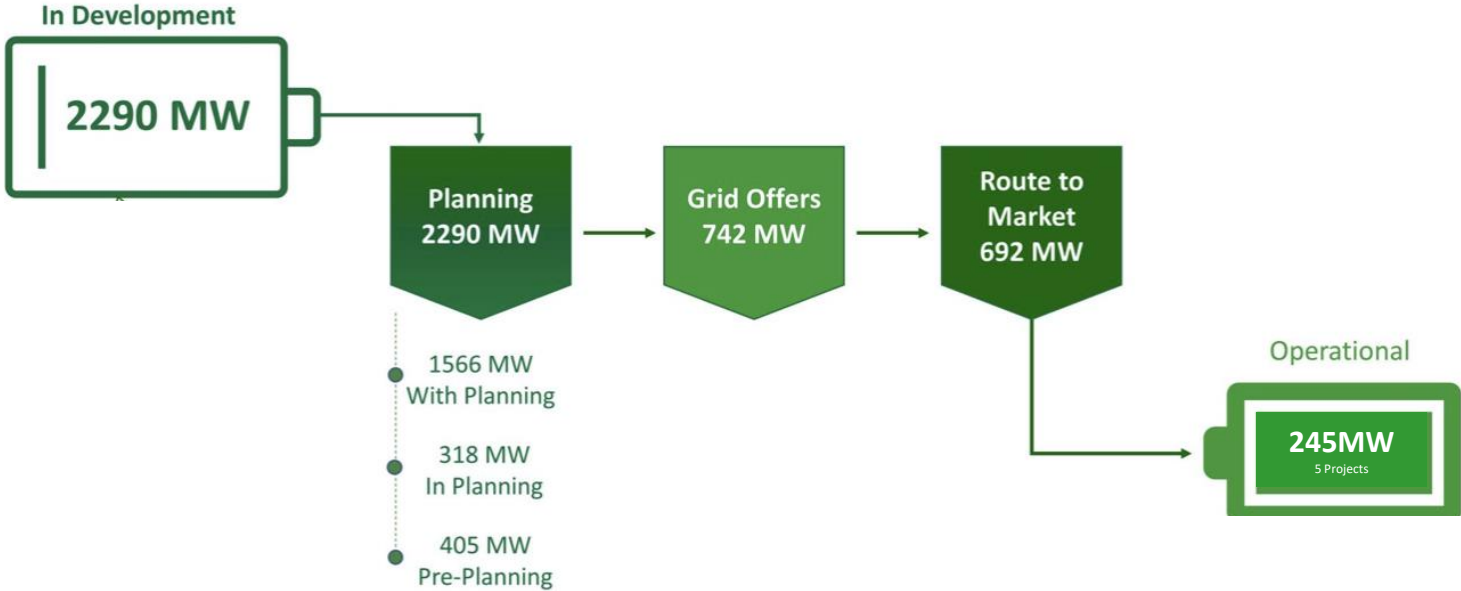 In Development
2290 MW
Planning
2290 MW
Grid Offers
742 MW
Route to
Market
692 MW
1566 MW
With Planning
318 MW
In Planning
405 MW
Pre-Planning
Operational
245MW
5 Projects